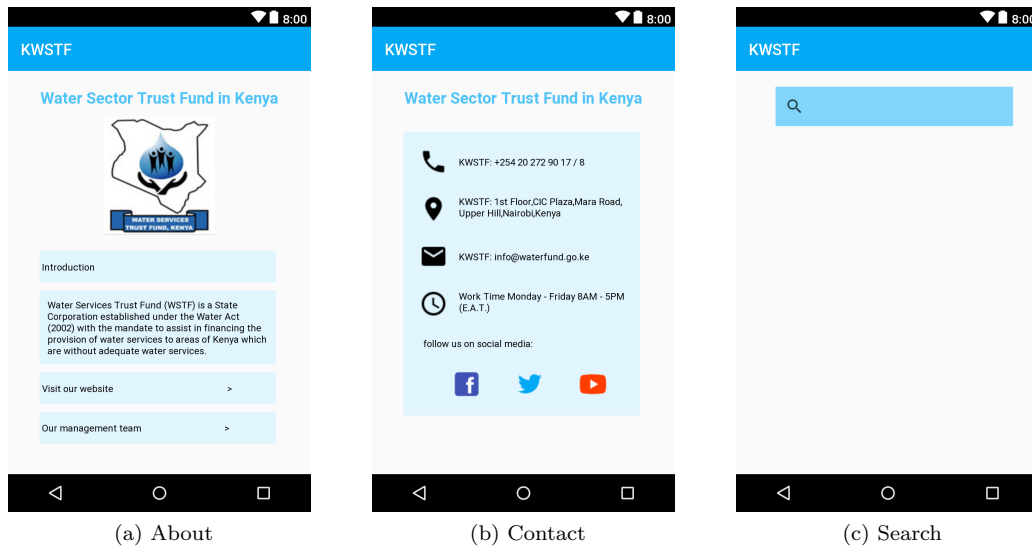 8:00
KWSTF
Water Sector Trust Fund in Kenya
WATER SERVICES
TRUST FUND, KENYA
Introduction
Water Services Trust Fund (WSTF) is a State
Corporation established under the Water Act
(2002) with the mandate to assist in financing the
provision of water services to areas of Kenya which
are without adequate water services.
Visit our website >
Our management team >
(a) About
8:00
KWSTF
Water Sector Trust Fund in Kenya
KWSTF: +254 20 272 90 17 / 8
KWSTF: 1st Floor,CIC Plaza,Mara Road,
Upper Hill,Nairobi,Kenya
KWSTF: info@waterfund.go.ke
Work Time Monday - Friday 8AM - 5PM
(E.A.T.)
follow us on social media:
(b) Contact
8:00
KWSTF
(c) Search